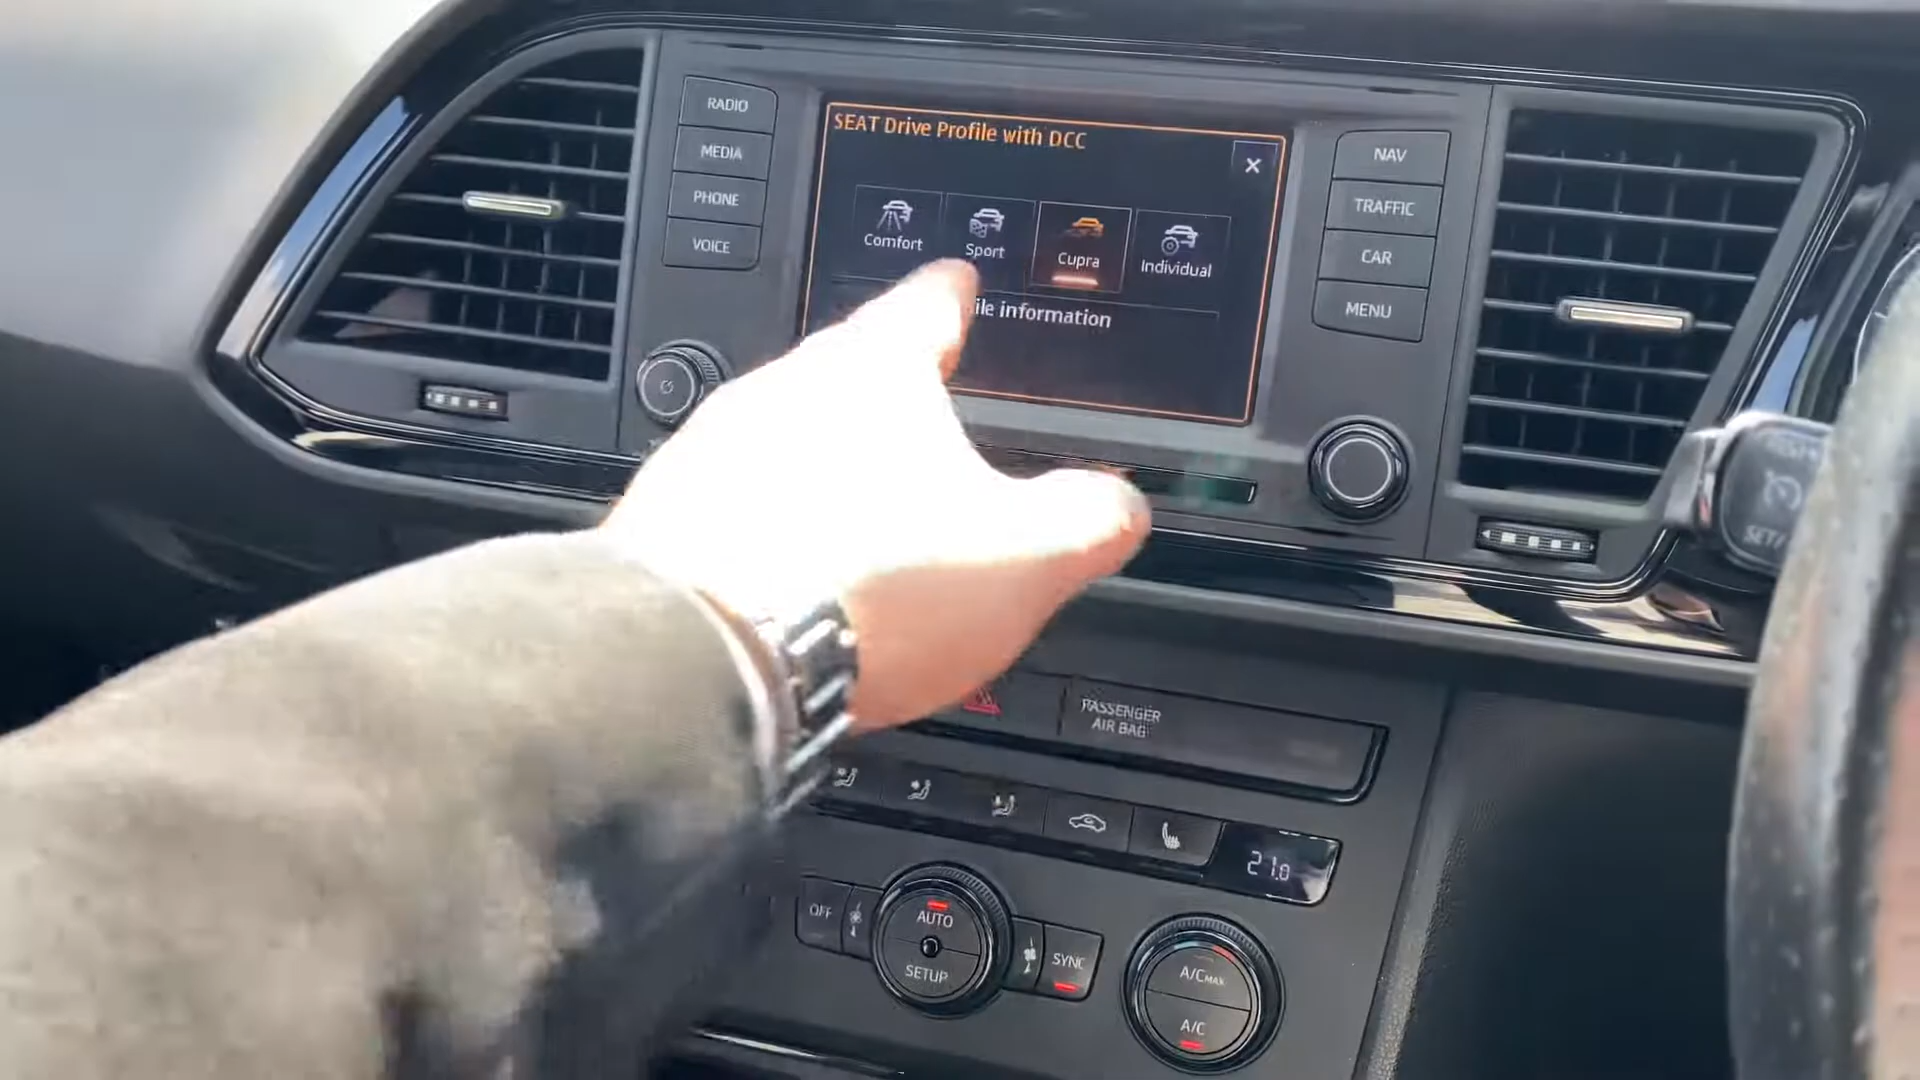 RADIO
MEDIA
PHONE
VOICE
SEAT Drive Profile with DCC
Comfort
Sport
Cupra
Individual
information
NAV
TRAFFIC
CAR
MENU
SET/
PASSENGER
AIR BAG
21.0
OFF
AUTO
SETUP
SYNC
A/C MAX
A/C